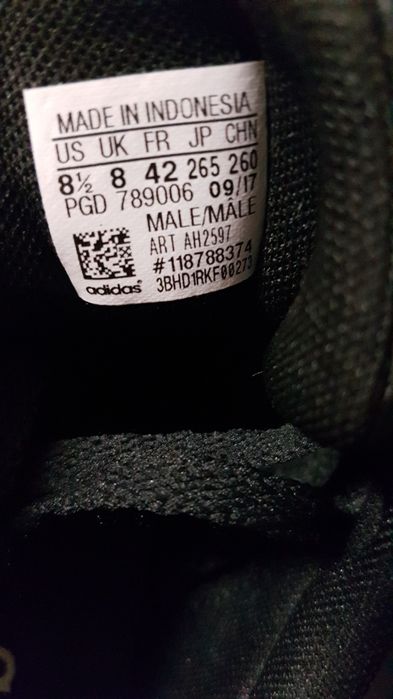 MADE IN INDONESIA
US UK FR JP CHN
8½ 8 42 265 260
PGD 789006 09/17
MALE/MÂLE
ART AH2597
#118788374
3BHD1RKF00273
adidas